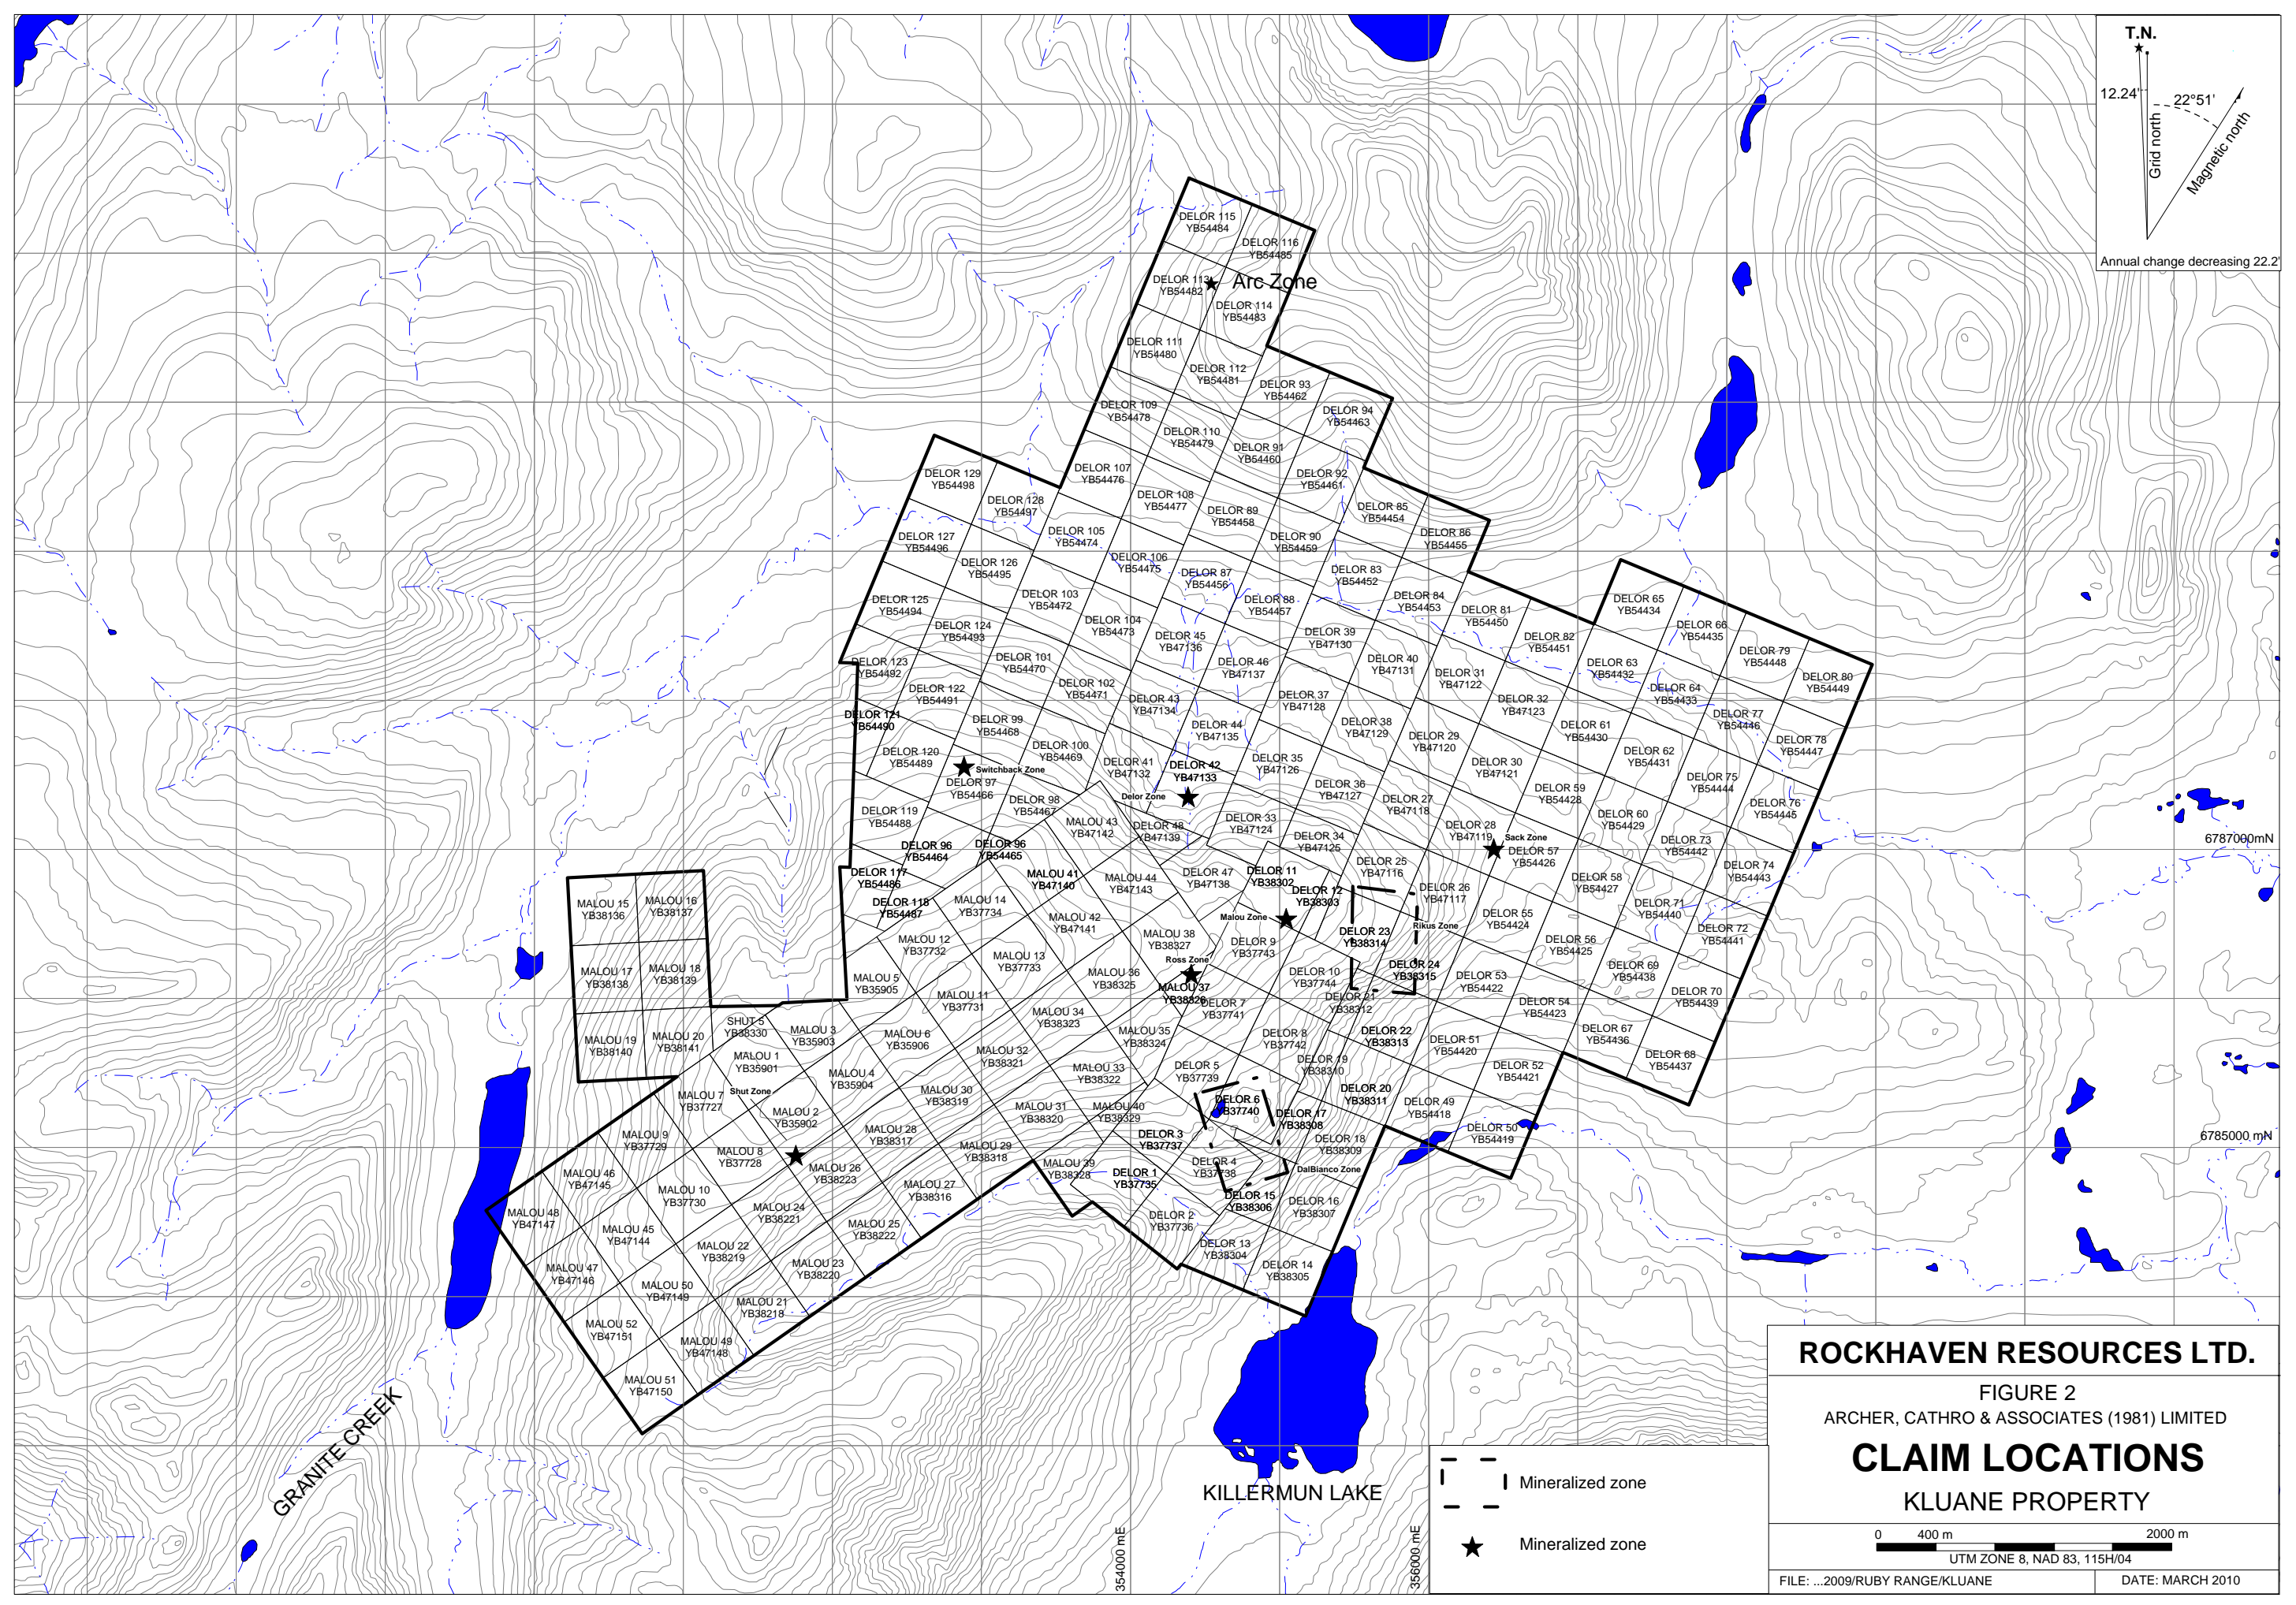 T.N.
12.24'
22°51'
Grid north
Magnetic north
Annual change decreasing 22.2'
DELOR 115
YB54484
DELOR 116
YB54485
DELOR 113
YB54482
Arc Zone
DELOR 114
YB54483
DELOR 111
YB54480
DELOR 112
YB54481
DELOR 93
YB54462
DELOR 94
YB54463
DELOR 109
YB54478
DELOR 110
YB54479
DELOR 91
YB54460
DELOR 92
YB54461
DELOR 129
YB54498
DELOR 107
YB54476
DELOR 128
YB54497
DELOR 108
YB54477
DELOR 89
YB54458
DELOR 85
YB54454
DELOR 127
YB54496
DELOR 105
YB54474
DELOR 90
YB54459
DELOR 86
YB54455
DELOR 126
YB54495
DELOR 106
YB54475
DELOR 87
YB54456
DELOR 83
YB54452
DELOR 125
YB54494
DELOR 103
YB54472
DELOR 88
YB54457
DELOR 84
YB54453
DELOR 81
YB54450
DELOR 65
YB54434
DELOR 124
YB54493
DELOR 104
YB54473
DELOR 45
YB47136
DELOR 39
YB47130
DELOR 82
YB54451
DELOR 66
YB54435
DELOR 123
YB54492
DELOR 101
YB54470
DELOR 46
YB47137
DELOR 40
YB47131
DELOR 31
YB47122
DELOR 63
YB54432
DELOR 79
YB54448
DELOR 122
YB54491
DELOR 102
YB54471
DELOR 43
YB47134
DELOR 37
YB47128
DELOR 32
YB47123
DELOR 64
YB54433
DELOR 80
YB54449
DELOR 121
YB54490
DELOR 99
YB54468
DELOR 44
YB47135
DELOR 38
YB47129
DELOR 61
YB54430
DELOR 77
YB54446
DELOR 120
YB54489
DELOR 100
YB54469
DELOR 41
YB47132
DELOR 42
YB47133
DELOR 35
YB47126
DELOR 29
YB47120
DELOR 62
YB54431
DELOR 78
YB54447
Switchback Zone
DELOR 97
YB54466
DELOR 30
YB47121
DELOR 36
YB47127
DELOR 59
YB54428
DELOR 75
YB54444
Delor Zone
DELOR 98
YB54467
DELOR 27
YB47118
DELOR 76
YB54445
DELOR 119
YB54488
MALOU 43
YB47142
DELOR 48
YB47139
DELOR 33
YB47124
DELOR 28
YB47119
DELOR 60
YB54429
6787000mN
DELOR 96
YB54464
DELOR 96
YB54465
DELOR 34
YB47125
Sack Zone
DELOR 57
YB54426
DELOR 73
YB54442
DELOR 117
YB54486
MALOU 41
YB47140
MALOU 44
YB47143
DELOR 47
YB47138
DELOR 11
YB38302
DELOR 25
YB47116
DELOR 58
YB54427
DELOR 74
YB54443
MALOU 15
YB38136
MALOU 16
YB38137
DELOR 118
YB54487
MALOU 14
YB37734
DELOR 12
YB38303
DELOR 26
YB47117
DELOR 71
YB54440
MALOU 42
YB47141
Malou Zone
DELOR 55
YB54424
Rikus Zone
DELOR 72
YB54441
MALOU 12
YB37732
MALOU 38
YB38327
DELOR 9
YB37743
DELOR 23
YB38314
DELOR 56
YB54425
MALOU 17
YB38138
MALOU 18
YB38139
MALOU 13
YB37733
Ross Zone
DELOR 24
YB38315
DELOR 69
YB54438
MALOU 5
YB35905
MALOU 36
YB38325
MALOU 37
YB38326
DELOR 10
YB37744
DELOR 53
YB54422
DELOR 70
YB54439
MALOU 11
YB37731
DELOR 7
YB37741
DELOR 21
YB38312
DELOR 54
YB54423
SHUT 5
YB38330
MALOU 3
YB35903
MALOU 34
YB38323
MALOU 19
YB38140
MALOU 20
YB38141
MALOU 6
YB35906
MALOU 35
YB38324
DELOR 8
YB37742
DELOR 22
YB38313
DELOR 51
YB54420
DELOR 67
YB54436
MALOU 1
YB35901
MALOU 32
YB38321
DELOR 5
YB37739
DELOR 19
YB38310
DELOR 68
YB54437
Shut Zone
MALOU 4
YB35904
MALOU 33
YB38322
DELOR 52
YB54421
MALOU 7
YB37727
MALOU 30
YB38319
DELOR 20
YB38311
DELOR 6
YB37740
DELOR 49
YB54418
MALOU 2
YB35902
MALOU 31
YB38320
MALOU 40
YB38329
DELOR 17
YB38308
MALOU 9
YB37729
MALOU 28
YB38317
DELOR 3
YB37737
DELOR 18
YB38309
DELOR 50
YB54419
6785000 mN
MALOU 8
YB37728
MALOU 29
YB38318
MALOU 26
YB38223
MALOU 39
YB38328
DELOR 4
YB37738
DalBianco Zone
MALOU 46
YB47145
DELOR 1
YB37735
MALOU 10
YB37730
MALOU 27
YB38316
DELOR 15
YB38306
DELOR 16
YB38307
MALOU 48
YB47147
MALOU 24
YB38221
DELOR 2
YB37736
MALOU 45
YB47144
MALOU 25
YB38222
MALOU 22
YB38219
DELOR 13
YB38304
MALOU 47
YB47146
MALOU 23
YB38220
DELOR 14
YB38305
MALOU 50
YB47149
MALOU 21
YB38218
MALOU 52
YB47151
MALOU 49
YB47148
MALOU 51
YB47150
GRANITE CREEK
KILLERMUN LAKE
354000 mE
356000 mE
Mineralized zone
Mineralized zone
ROCKHAVEN RESOURCES LTD.
FIGURE 2
ARCHER, CATHRO & ASSOCIATES (1981) LIMITED
CLAIM LOCATIONS
KLUANE PROPERTY
0 400 m 2000 m
UTM ZONE 8, NAD 83, 115H/04
FILE: ...2009/RUBY RANGE/KLUANE
DATE: MARCH 2010